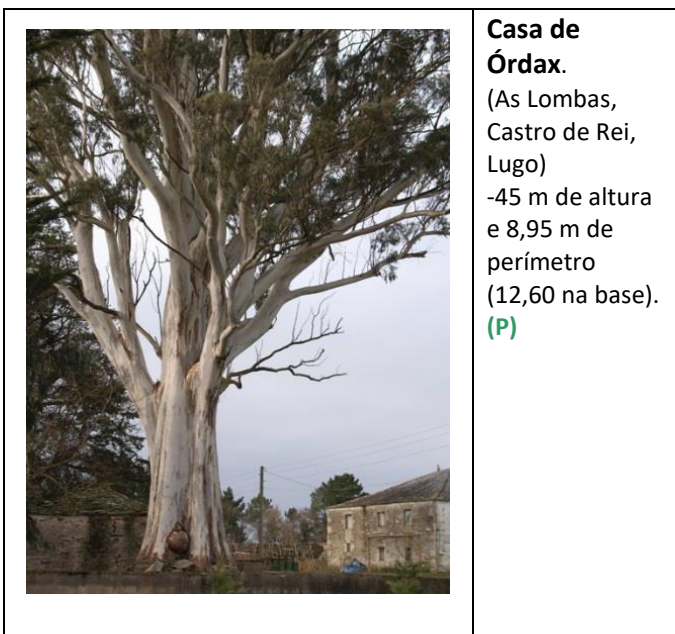 Casa de
Órdax.
(As Lombas,
Castro de Rei,
Lugo)
-45 m de altura
e 8,95 m de
perímetro
(12,60 na base).
(P)